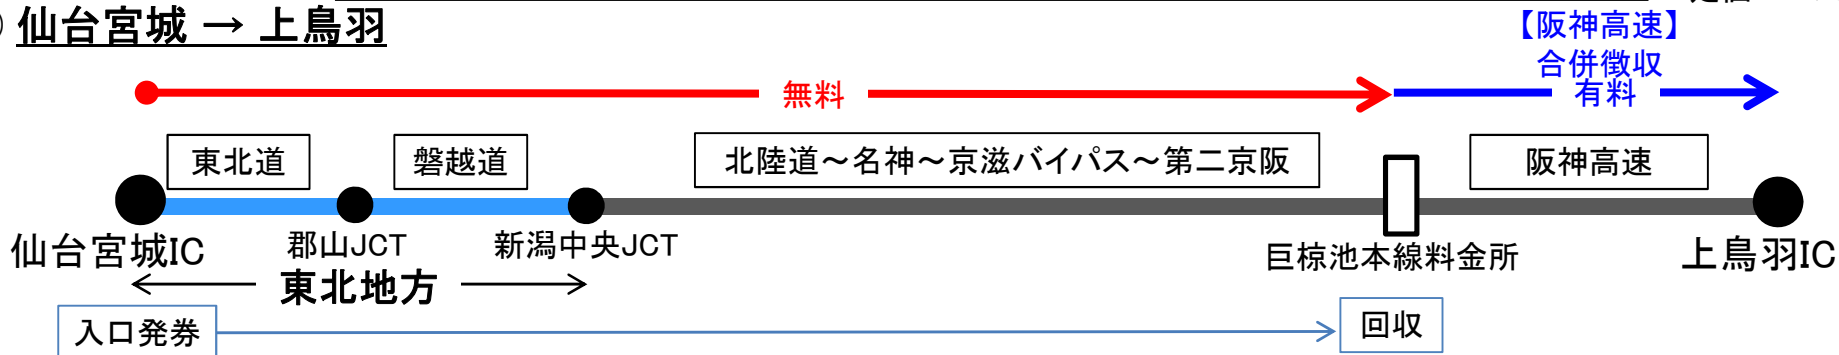 ) 仙台宮城 → 上鳥羽
【阪神高速】
合併徴収
無料
有料
東北道
磐越道
北陸道～名神～京滋バイパス～第二京阪
阪神高速
仙台宮城IC
郡山JCT
新潟中央JCT
巨椋池本線料金所
上鳥羽IC
東北地方
入口発券
回収